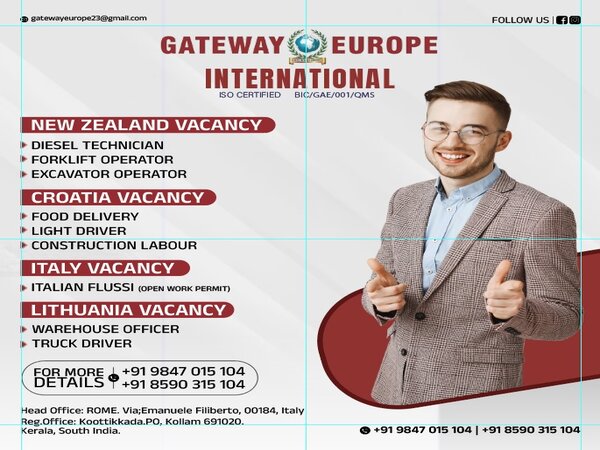 gatewayeurope23@gmail.com
FOLLOW US |
GATEWAY EUROPE
INTERNATIONAL
ISO CERTIFIED BIC/GAE/001/QMS
NEW ZEALAND VACANCY
DIESEL TECHNICIAN
FORKLIFT OPERATOR
EXCAVATOR OPERATOR
CROATIA VACANCY
FOOD DELIVERY
LIGHT DRIVER
CONSTRUCTION LABOUR
ITALY VACANCY
ITALIAN FLUSSI (OPEN WORK PERMIT)
LITHUANIA VACANCY
WAREHOUSE OFFICER
TRUCK DRIVER
FOR MORE
DETAILS
+91 9847 015 104
+91 8590 315 104
Head Office: ROME. Via;Emanuele Filiberto, 00184, Italy
Reg.Office: Koottikkada.PO, Kollam 691020.
Kerala, South India.
+91 9847 015 104 | +91 8590 315 104